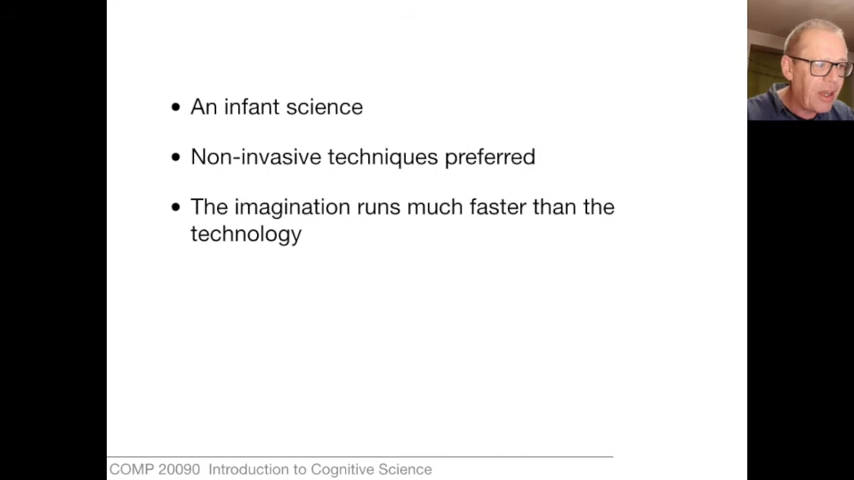 • An infant science
• Non-invasive techniques preferred
• The imagination runs much faster than the
technology
COMP 20090 Introduction to Cognitive Science